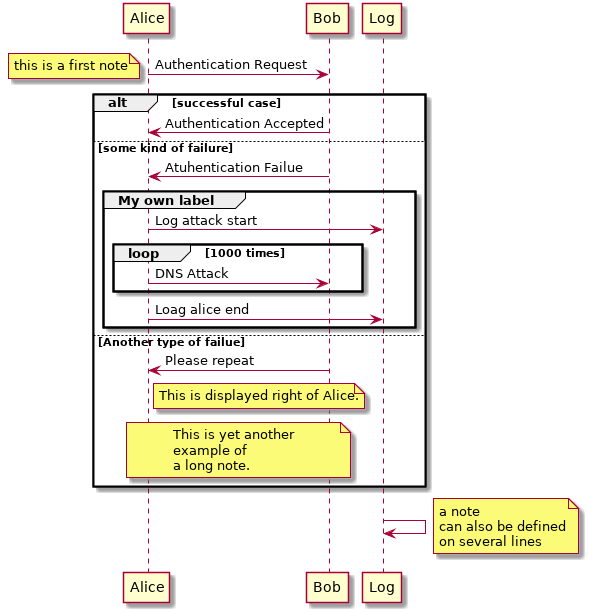 Alice Bob Log
this is a first note
Authentication Request
alt [successful case]
Authentication Accepted
[some kind of failure]
Atuhentication Failue
My own label
Log attack start
loop [1000 times]
DNS Attack
Loag alice end
[Another type of failue]
Please repeat
This is displayed right of Alice.
This is yet another
example of
a long note.
a note
can also be defined
on several lines
Alice Bob Log